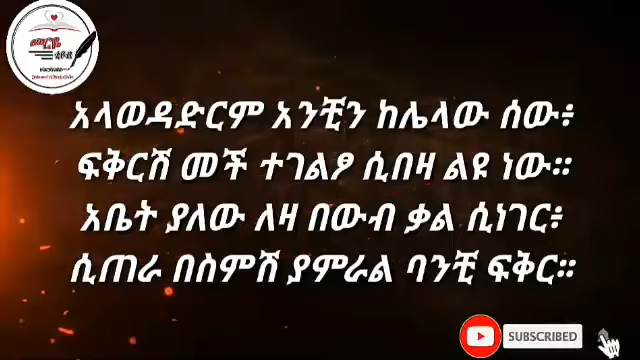 አላወዳድርም አንቺን ከሌላው ሰው፥
ፍቅርሽ መች ተገልፆ ሲበዛ ልዩ ነው።
አቤት ያለው ለዛ በውብ ቃል ሲነገር፥
ሲጠራ በስምሽ ያምራል ባንቺ ፍቅር።
SUBSCRIBED